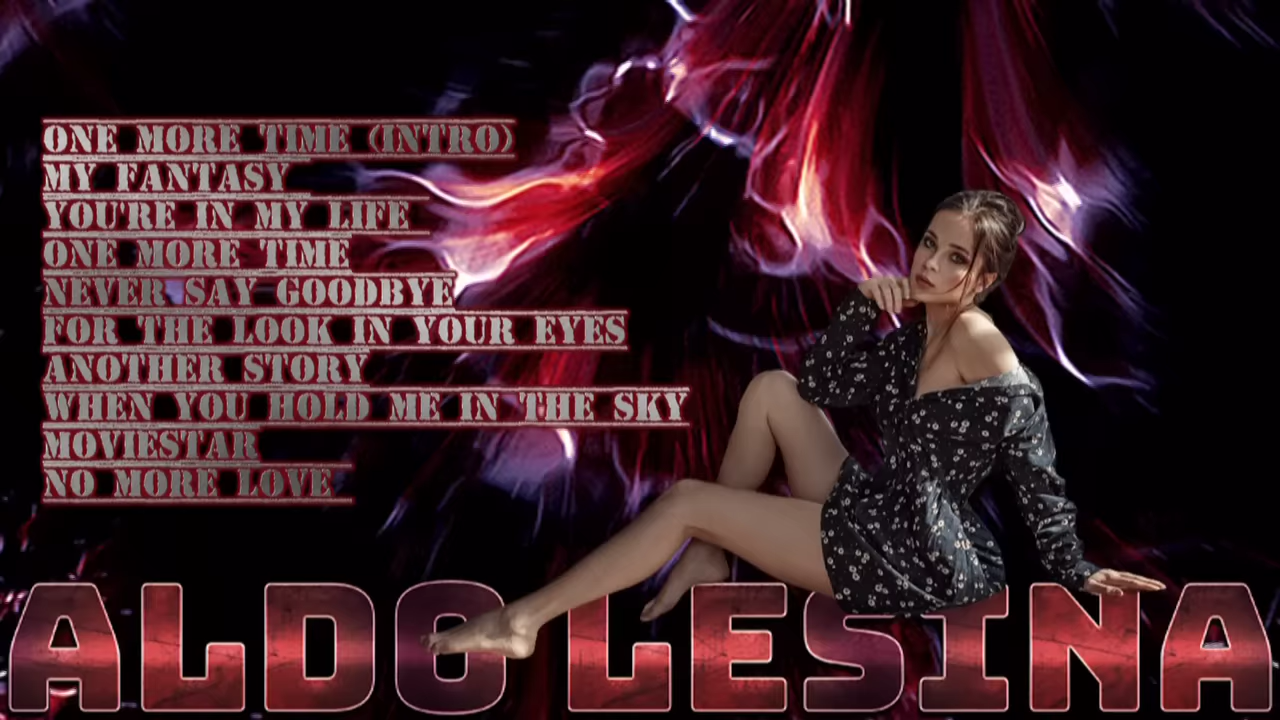 ONE MORE TIME (INTRO)
MY FANTASY
YOU'RE IN MY LIFE
ONE MORE TIME
NEVER SAY GOODBYE
FOR THE LOOK IN YOUR EYES
ANOTHER STORY
WHEN YOU HOLD ME IN THE SKY
MOVIESTAR
NO MORE LOVE
ALDO LESINA